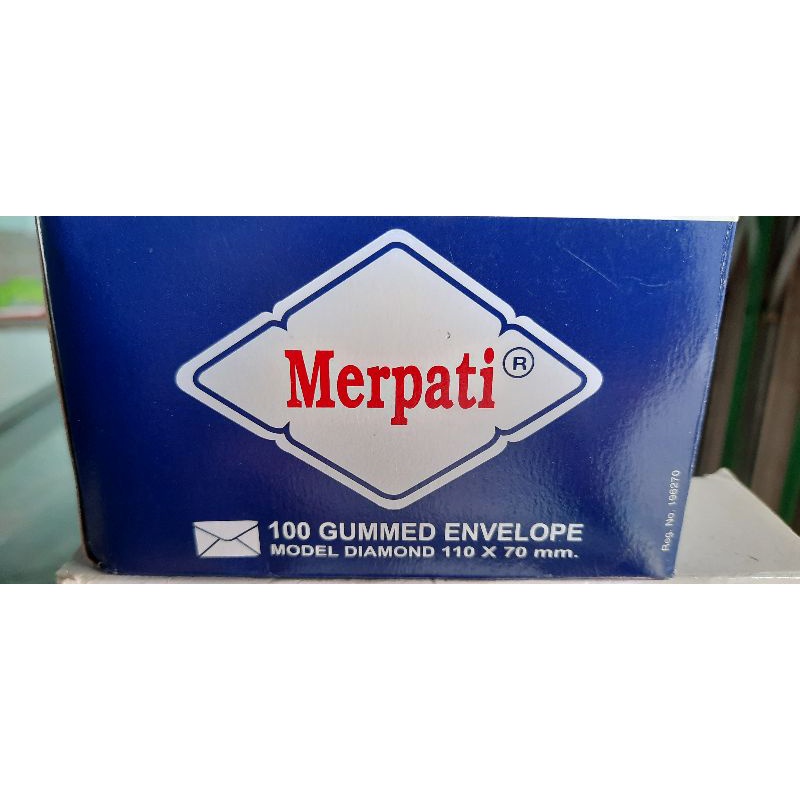 Merpati ®
100 GUMMED ENVELOPE
MODEL DIAMOND 110 X 70 mm.
Reg. No. 196270